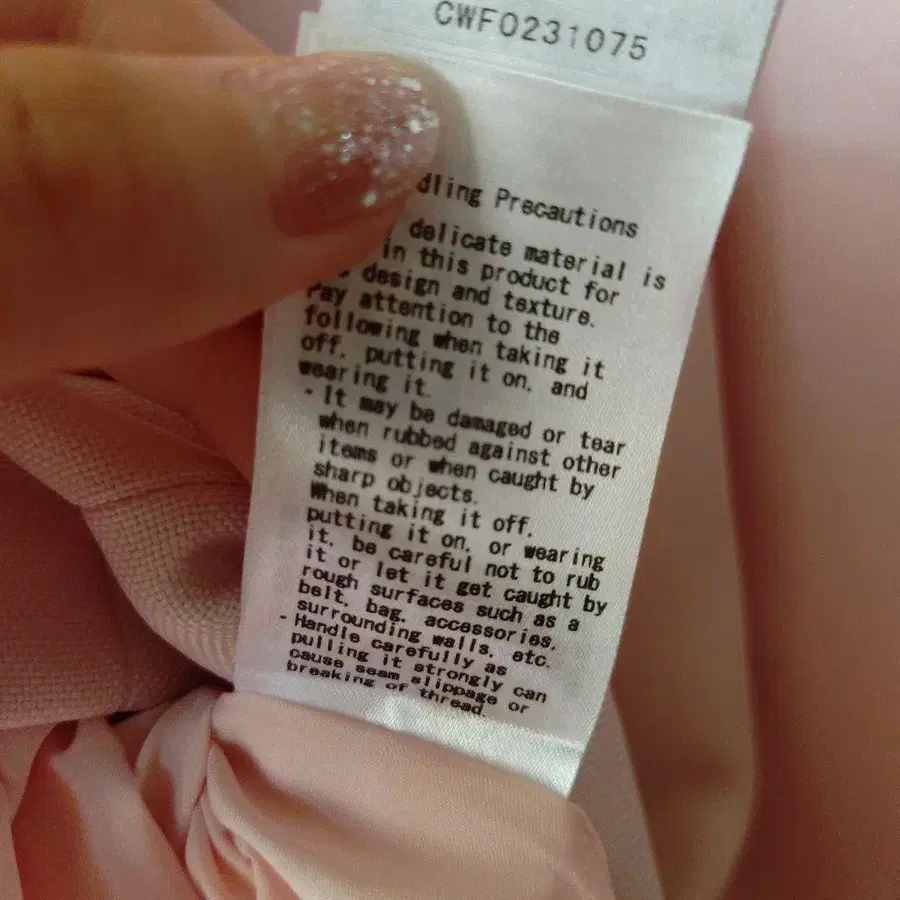 CWF0231075
dling Precautions
delicate material is
in this product for
design and texture.
Pay attention to the
following when taking it
off, putting it on, and
wearing it.
- It may be damaged or tear
when rubbed against other
items or when caught by
sharp objects.
When taking it off,
putting it on, or wearing
it, be careful not to rub
it or let it get caught by
rough surfaces such as a
belt, bag, accessories,
surrounding walls, etc.
- Handle carefully as
pulling it strongly can
cause seam slippage or
breaking of thread.